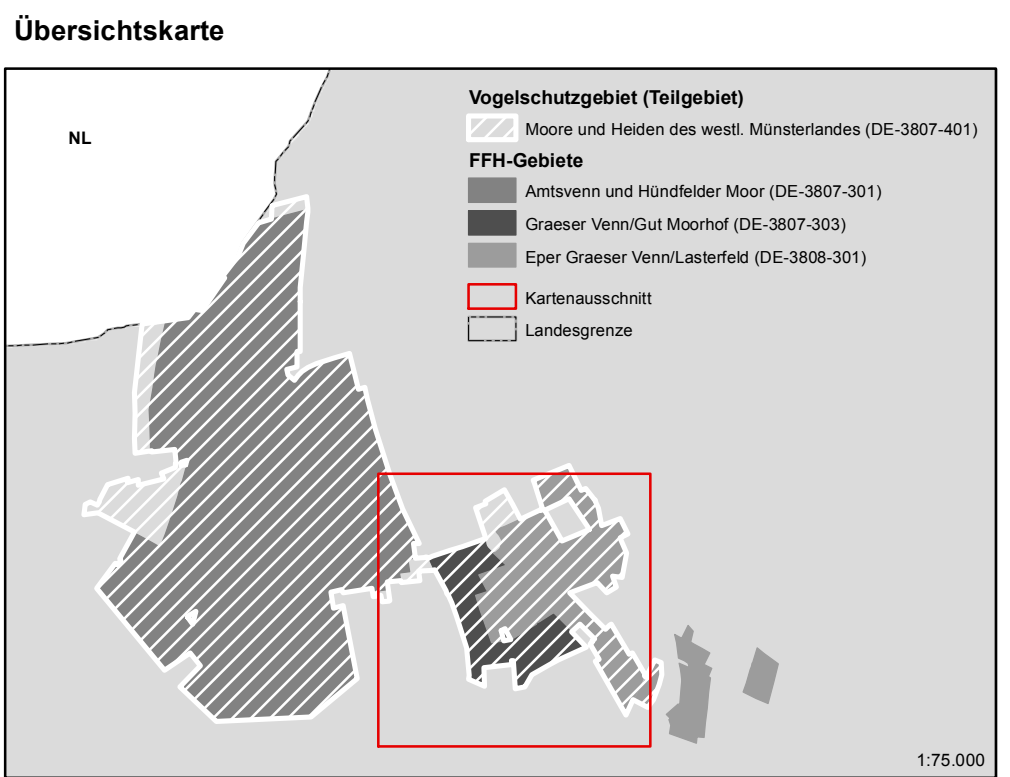 Übersichtskarte
NL
Vogelschutzgebiet (Teilgebiet)
Moore und Heiden des westl. Münsterlandes (DE-3807-401)
FFH-Gebiete
Amtsvenn und Hündfelder Moor (DE-3807-301)
Graeser Venn/Gut Moorhof (DE-3807-303)
Eper Graeser Venn/Lasterfeld (DE-3808-301)
Kartenausschnitt
Landesgrenze
1:75.000